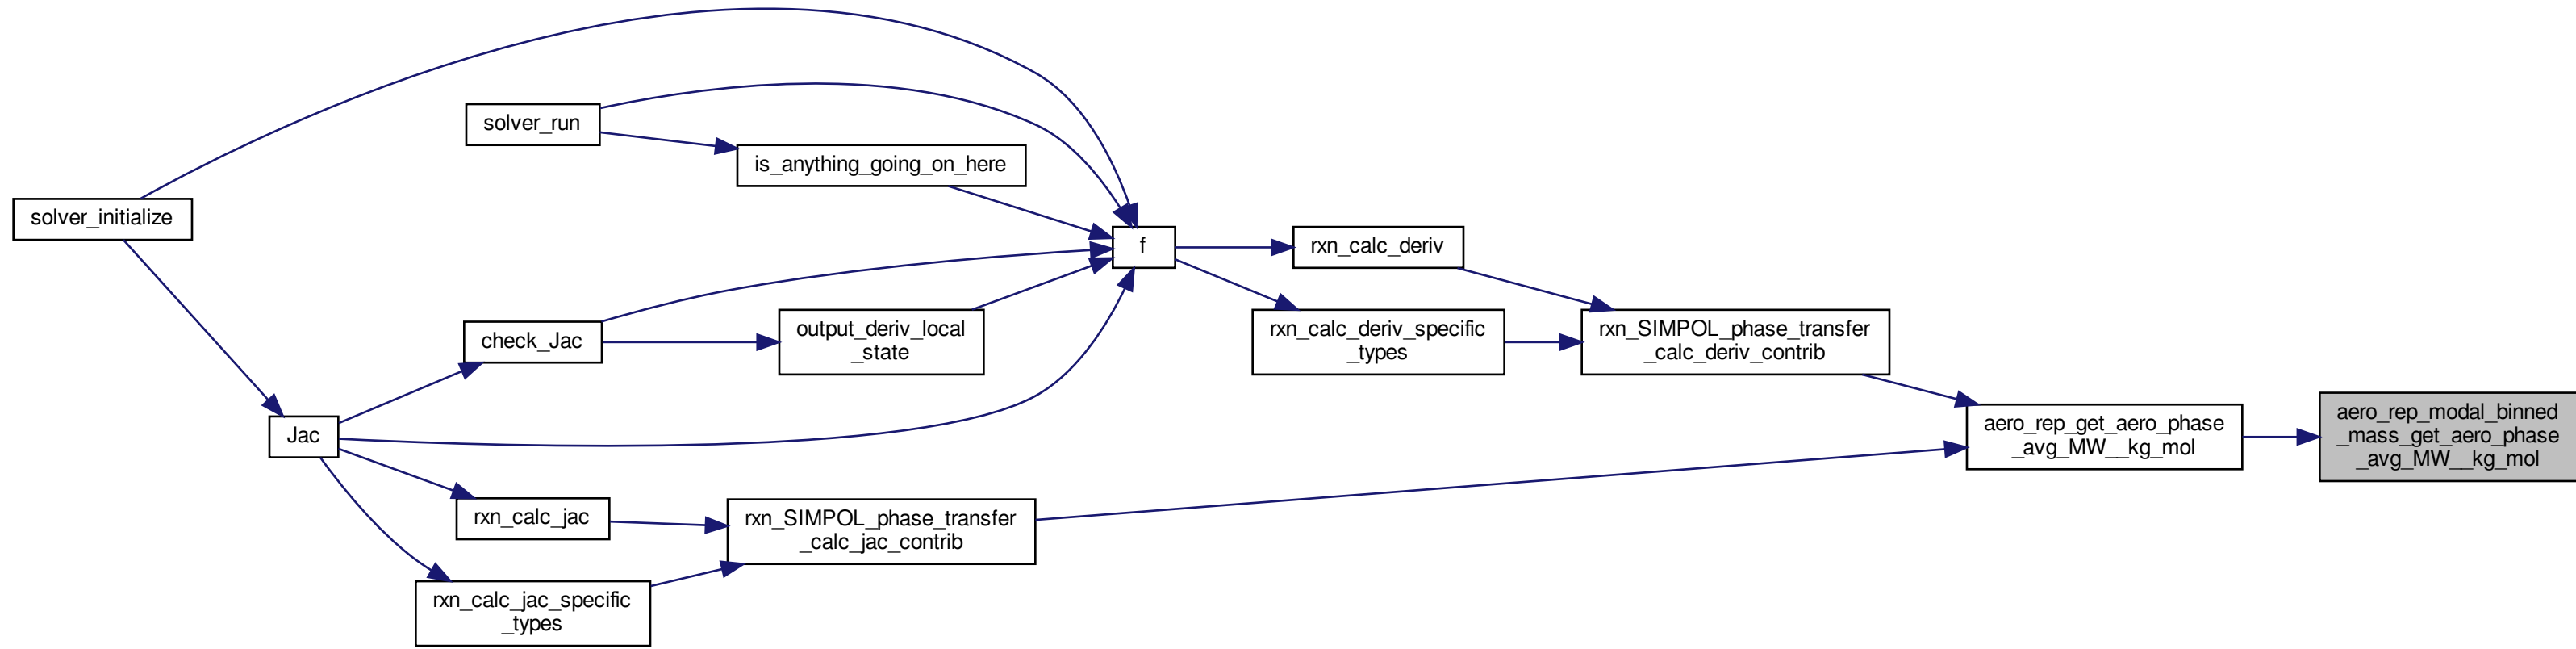 solver_run
is_anything_going_on_here
solver_initialize
f
rxn_calc_deriv
check_Jac
output_deriv_local
_state
rxn_calc_deriv_specific
_types
rxn_SIMPOL_phase_transfer
_calc_deriv_contrib
Jac
aero_rep_get_aero_phase
_avg_MW__kg_mol
aero_rep_modal_binned
_mass_get_aero_phase
_avg_MW__kg_mol
rxn_calc_jac
rxn_SIMPOL_phase_transfer
_calc_jac_contrib
rxn_calc_jac_specific
_types